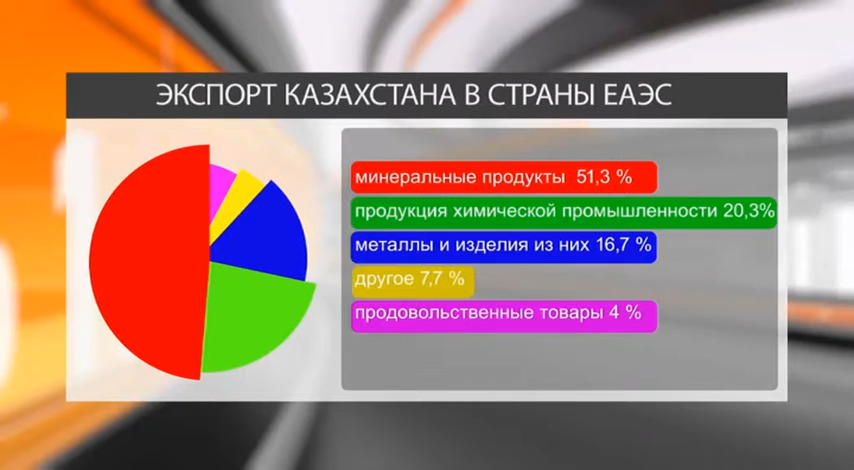 ЭКСПОРТ КАЗАХСТАНА В СТРАНЫ ЕАЭС
минеральные продукты 51,3 %
продукция химической промышленности 20,3%
металлы и изделия из них 16,7 %
другое 7,7 %
продовольственные товары 4 %